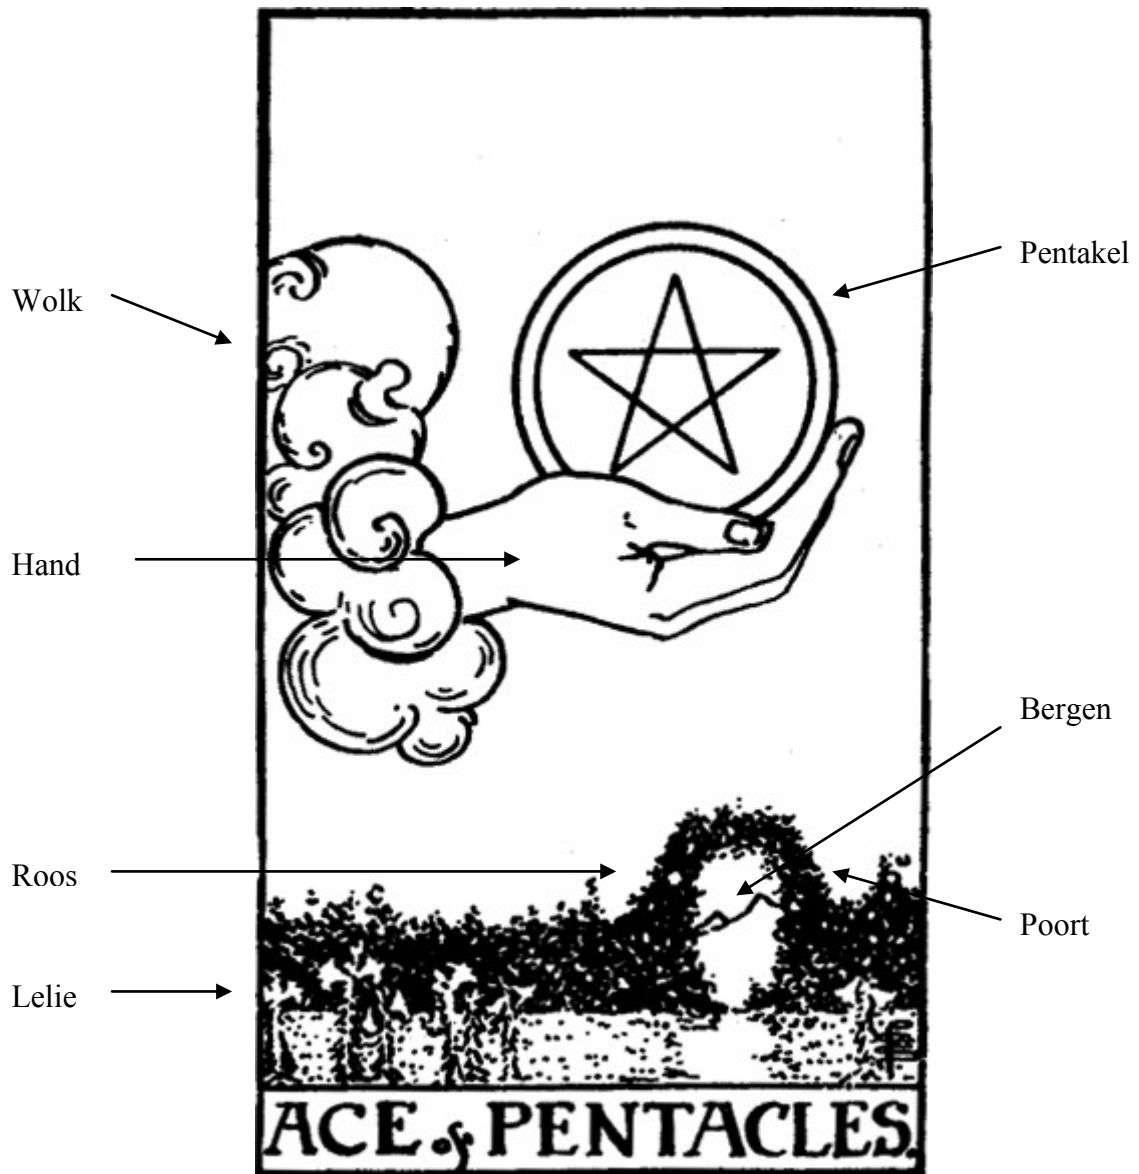 Pentakel
Wolk
Hand
Bergen
Roos
Poort
Lelie
ACE of PENTACLES.